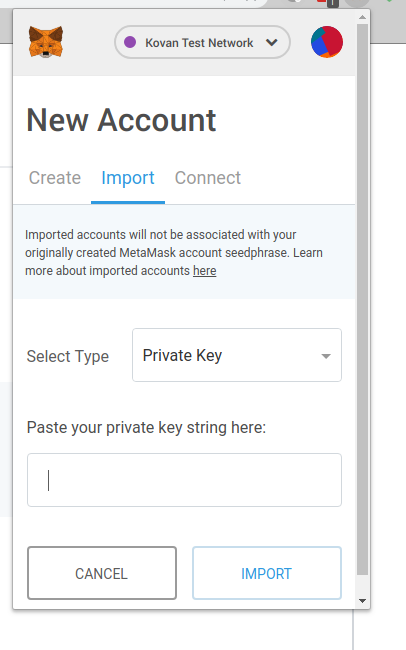 Kovan Test Network
New Account
Create Import Connect
Imported accounts will not be associated with your
originally created MetaMask account seedphrase. Learn
more about imported accounts here
Select Type Private Key
Paste your private key string here:
CANCEL IMPORT